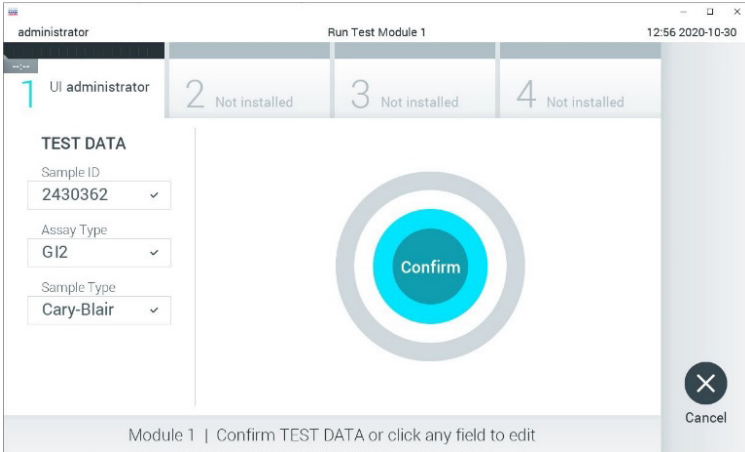 administrator
Run Test Module 1
12:56 2020-10-30
--:--
1 UI administrator
2 Not installed
3 Not installed
4 Not installed
TEST DATA
Sample ID
2430362
Assay Type
GI2
Sample Type
Cary-Blair
Confirm
Cancel
Module 1 | Confirm TEST DATA or click any field to edit